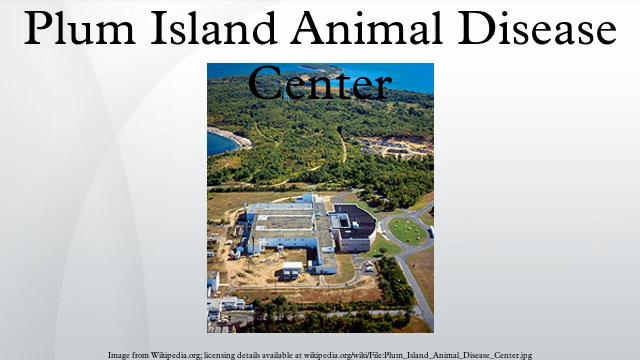 Plum Island Animal Disease
Center
Image from Wikipedia.org; licensing details available at wikipedia.org/wiki/File:Plum_Island_Animal_Disease_Center.jpg